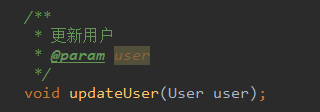 /**
* 更新用户
* @param user
*/
void updateUser(User user);